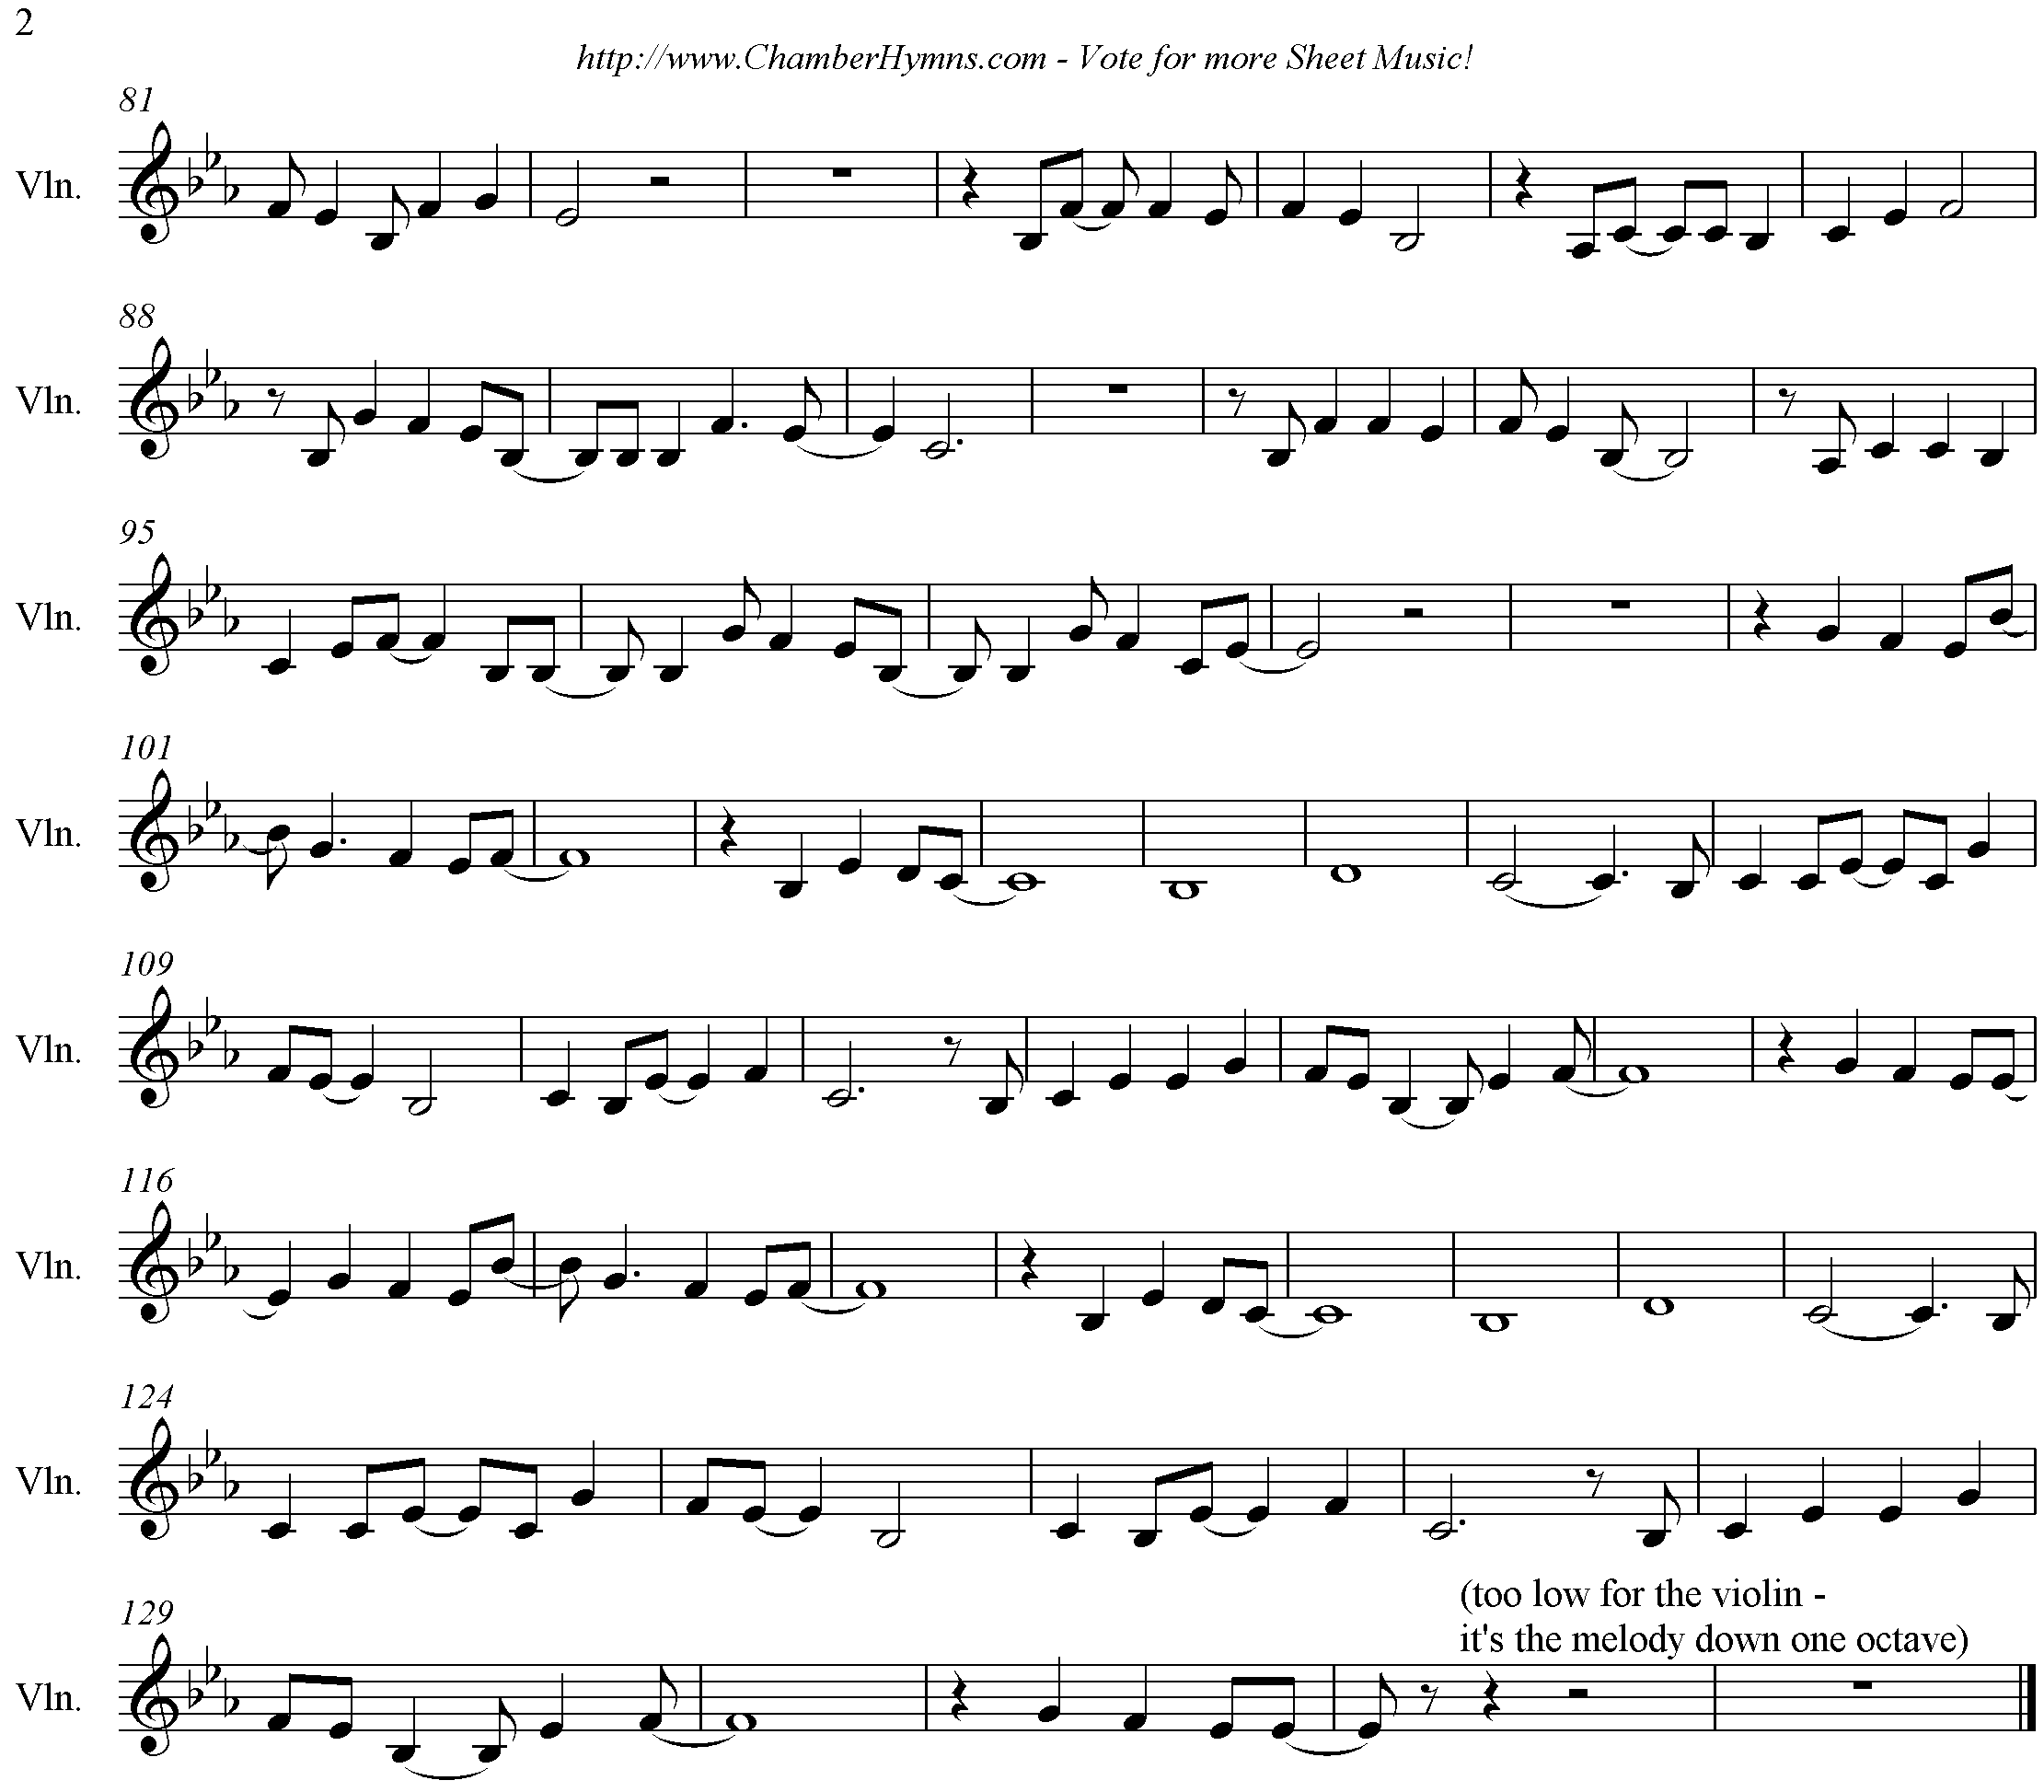 2
http://www.ChamberHymns.com - Vote for more Sheet Music!
81
Vln.
88
Vln.
95
Vln.
101
Vln.
109
Vln.
116
Vln.
124
Vln.
(too low for the violin -
it's the melody down one octave)
129
Vln.